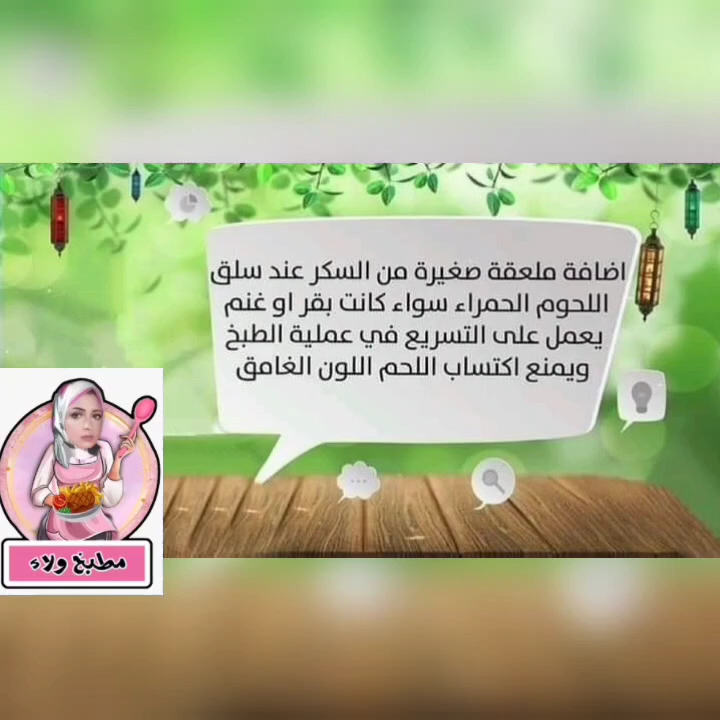 اضافة ملعقة صغيرة من السكر عند سلق
اللحوم الحمراء سواء كانت بقر او غنم
يعمل على التسريع في عملية الطبخ
ويمنع اكتساب اللحم اللون الغامق
مطبخ ولاء